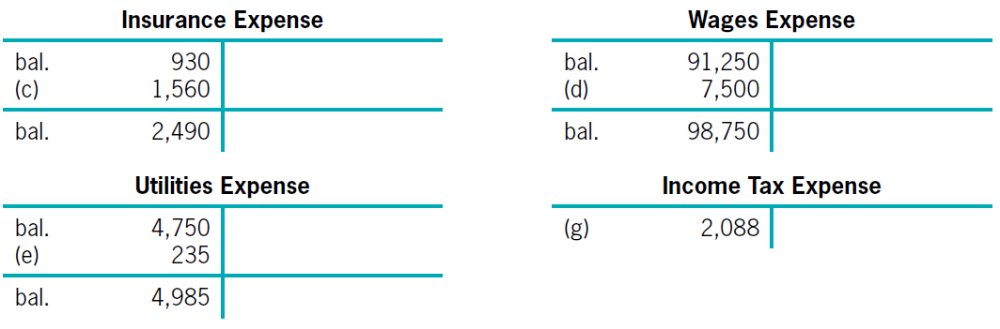 Insurance Expense
bal. 930
(c) 1,560
bal. 2,490
Wages Expense
bal. 91,250
(d) 7,500
bal. 98,750
Utilities Expense
bal. 4,750
(e) 235
bal. 4,985
Income Tax Expense
(g) 2,088